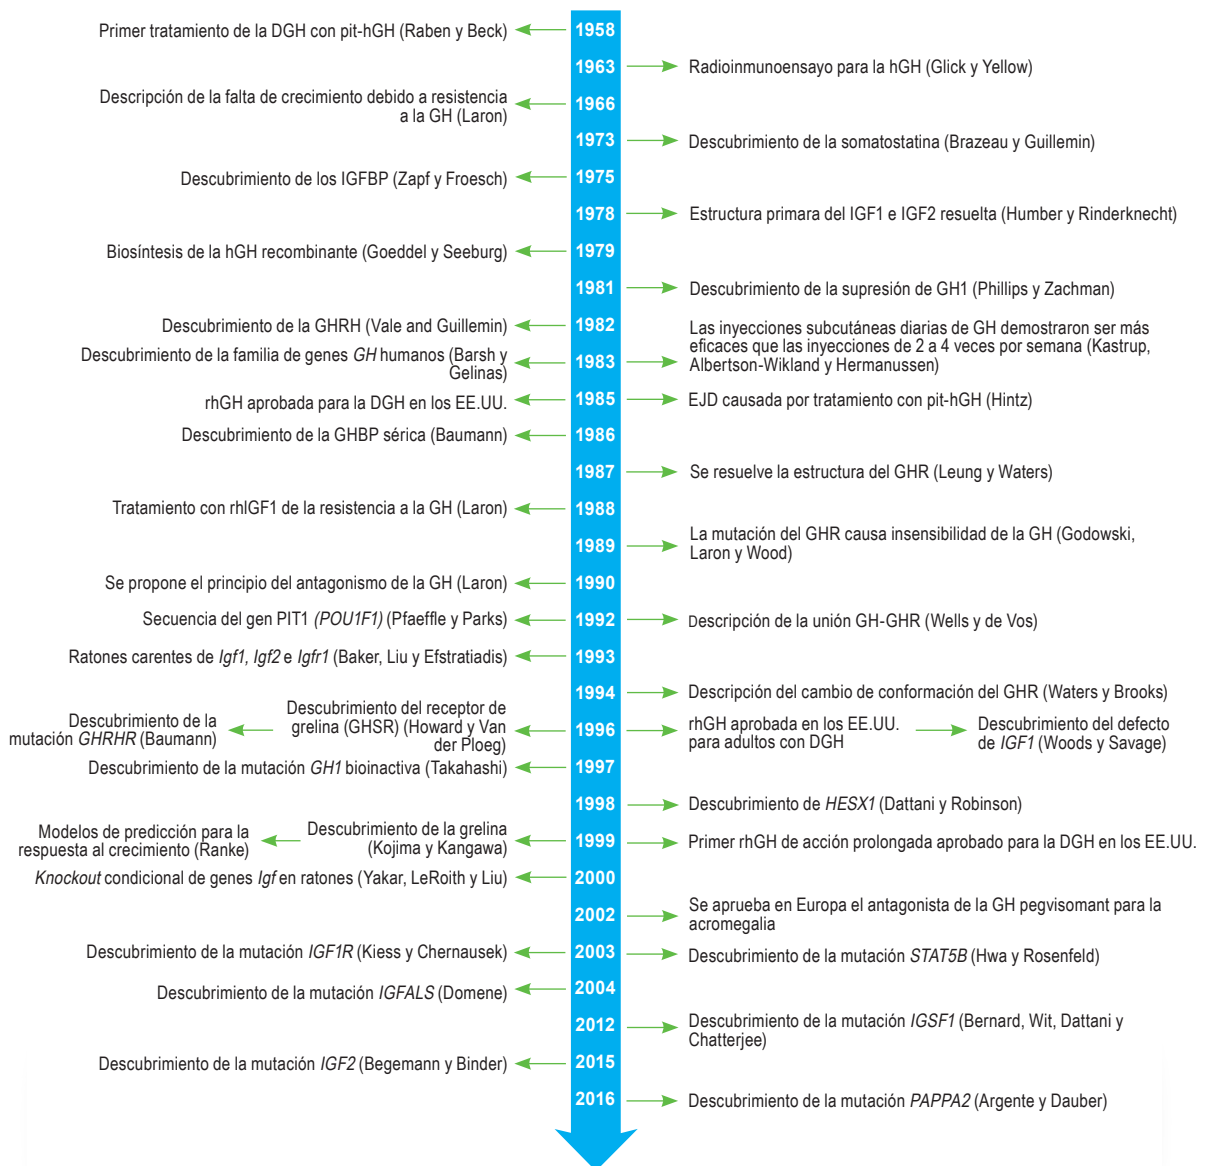 Primer tratamiento de la DGH con pit-hGH (Raben y Beck)
1958
1963
Radioinmunoensayo para la hGH (Glick y Yellow)
Descripción de la falta de crecimiento debido a resistencia
a la GH (Laron)
1966
1973
Descubrimiento de la somatostatina (Brazeau y Guillemin)
Descubrimiento de los IGFBP (Zapf y Froesch)
1975
1978
Estructura primara del IGF1 e IGF2 resuelta (Humber y Rinderknecht)
Biosíntesis de la hGH recombinante (Goeddel y Seeburg)
1979
1981
Descubrimiento de la supresión de GH1 (Phillips y Zachman)
Descubrimiento de la GHRH (Vale and Guillemin)
1982
Descubrimiento de la familia de genes GH humanos (Barsh y
Gelinas)
1983
Las inyecciones subcutáneas diarias de GH demostraron ser más
eficaces que las inyecciones de 2 a 4 veces por semana (Kastrup,
Albertson-Wikland y Hermanussen)
rhGH aprobada para la DGH en los EE.UU.
1985
EJD causada por tratamiento con pit-hGH (Hintz)
Descubrimiento de la GHBP sérica (Baumann)
1986
1987
Se resuelve la estructura del GHR (Leung y Waters)
Tratamiento con rhIGF1 de la resistencia a la GH (Laron)
1988
1989
La mutación del GHR causa insensibilidad de la GH (Godowski,
Laron y Wood)
Se propone el principio del antagonismo de la GH (Laron)
1990
Secuencia del gen PIT1 (POU1F1) (Pfaeffle y Parks)
1992
Descripción de la unión GH-GHR (Wells y de Vos)
Ratones carentes de Igf1, Igf2 e Igfr1 (Baker, Liu y Efstratiadis)
1993
1994
Descripción del cambio de conformación del GHR (Waters y Brooks)
Descubrimiento de la
mutación GHRHR (Baumann)
Descubrimiento del receptor de
grelina (GHSR) (Howard y Van
der Ploeg)
1996
rhGH aprobada en los EE.UU.
para adultos con DGH
Descubrimiento del defecto
de IGF1 (Woods y Savage)
Descubrimiento de la mutación GH1 bioinactiva (Takahashi)
1997
1998
Descubrimiento de HESX1 (Dattani y Robinson)
Modelos de predicción para la
respuesta al crecimiento (Ranke)
Descubrimiento de la grelina
(Kojima y Kangawa)
1999
Primer rhGH de acción prolongada aprobado para la DGH en los EE.UU.
Knockout condicional de genes Igf en ratones (Yakar, LeRoith y Liu)
2000
2002
Se aprueba en Europa el antagonista de la GH pegvisomant para la
acromegalia
Descubrimiento de la mutación IGF1R (Kiess y Chernausek)
2003
Descubrimiento de la mutación STAT5B (Hwa y Rosenfeld)
Descubrimiento de la mutación IGFALS (Domene)
2004
2012
Descubrimiento de la mutación IGSF1 (Bernard, Wit, Dattani y
Chatterjee)
Descubrimiento de la mutación IGF2 (Begemann y Binder)
2015
2016
Descubrimiento de la mutación PAPPA2 (Argente y Dauber)